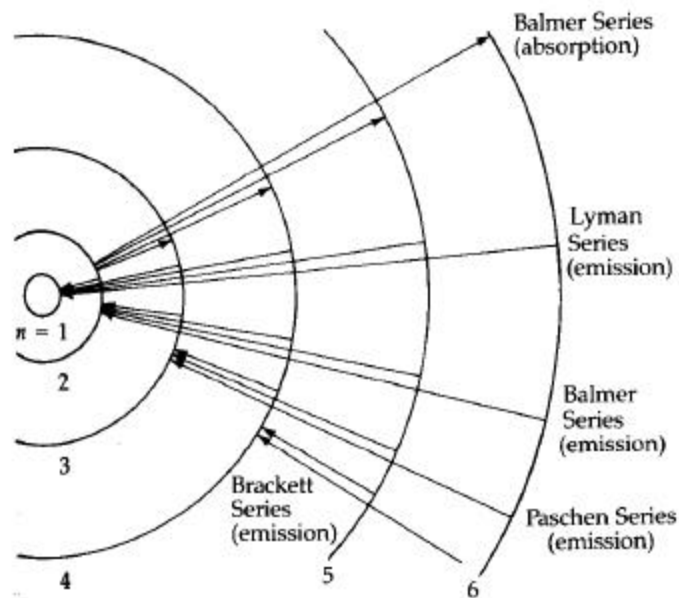 Balmer Series
(absorption)
Lyman
Series
(emission)
n = 1
2
3
4
5
6
Balmer
Series
(emission)
Brackett
Series
(emission)
Paschen Series
(emission)